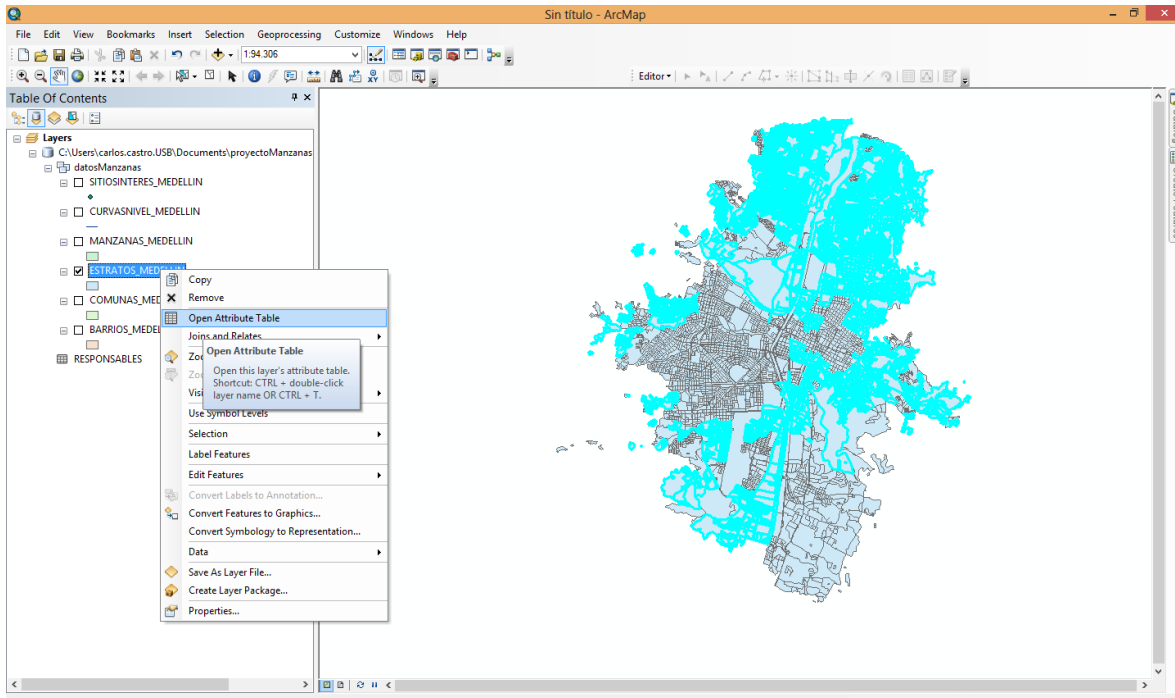 Sin título - ArcMap
File Edit View Bookmarks Insert Selection Geoprocessing Customize Windows Help
1:94.306
Editor
Table Of Contents
Layers
C:\Users\carlos.castro.USB\Documents\proyectoManzanas
datosManzanas
SITIOSINTERES_MEDELLIN
CURVASNIVEL_MEDELLIN
MANZANAS_MEDELLIN
ESTRATOS_MEDELLIN
COMUNAS_MED
BARRIOS_MEDEL
RESPONSABLES
Copy
Remove
Open Attribute Table
Joins and Relates
Zoo
Zoo
Visi
Open Attribute Table
Open this layer's attribute table.
Shortcut: CTRL + double-click
layer name OR CTRL + T.
Use Symbol Levels
Selection
Label Features
Edit Features
Convert Labels to Annotation...
Convert Features to Graphics...
Convert Symbology to Representation...
Data
Save As Layer File...
Create Layer Package...
Properties...